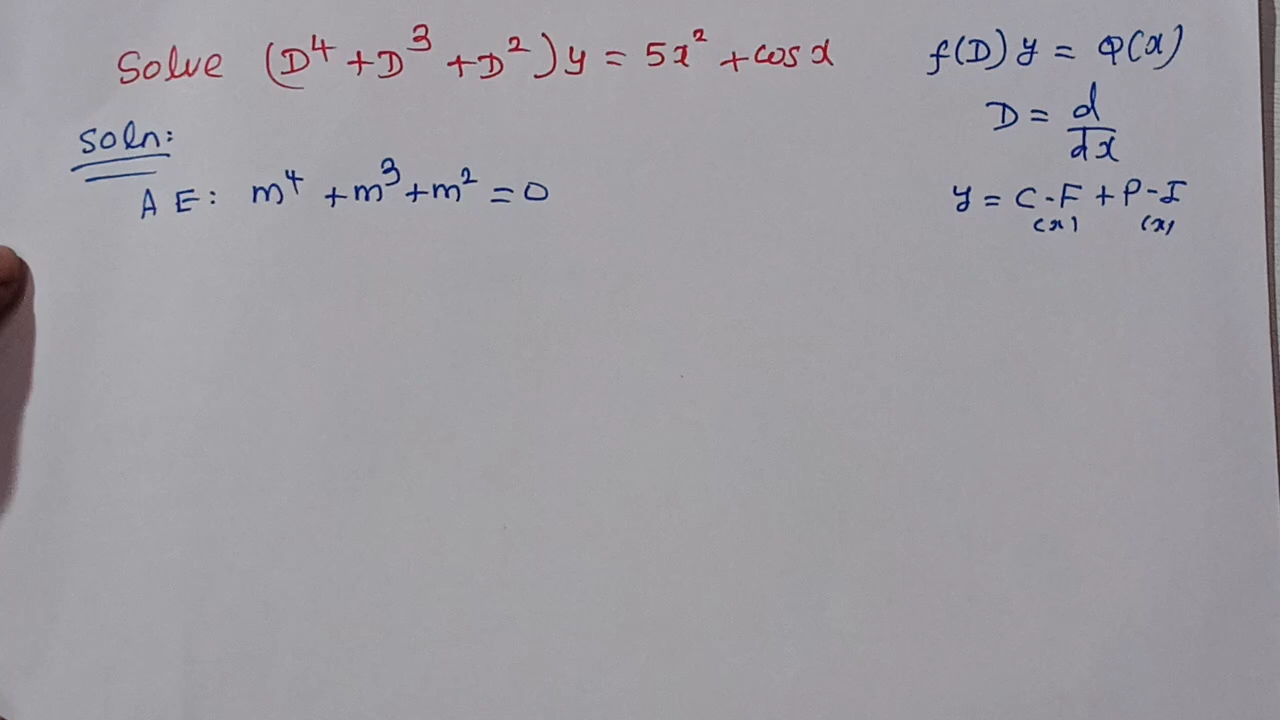 Solve (D⁴ + D³ + D²) y = 5x² + cos x
Soln:
A E: m⁴ + m³ + m² = 0
f(D) y = φ(x)
D = d/dx
y = C-F + P-I
(x) (x)